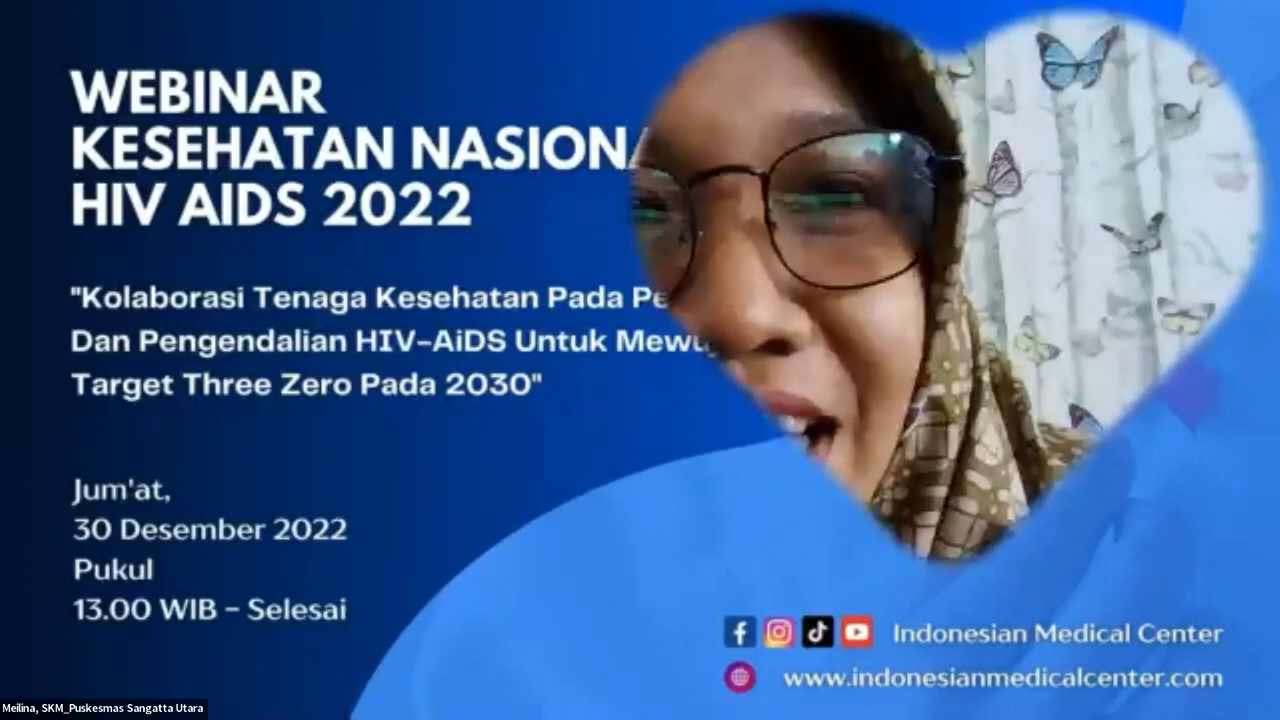 WEBINAR
KESEHATAN NASIONA
HIV AIDS 2022
"Kolaborasi Tenaga Kesehatan Pada Pe
Dan Pengendalian HIV-AiDS Untuk Mewu
Target Three Zero Pada 2030"
Jum'at,
30 Desember 2022
Pukul
13.00 WIB - Selesai
Indonesian Medical Center
www.indonesianmedicalcenter.com
Meilina, SKM_Puskesmas Sangatta Utara